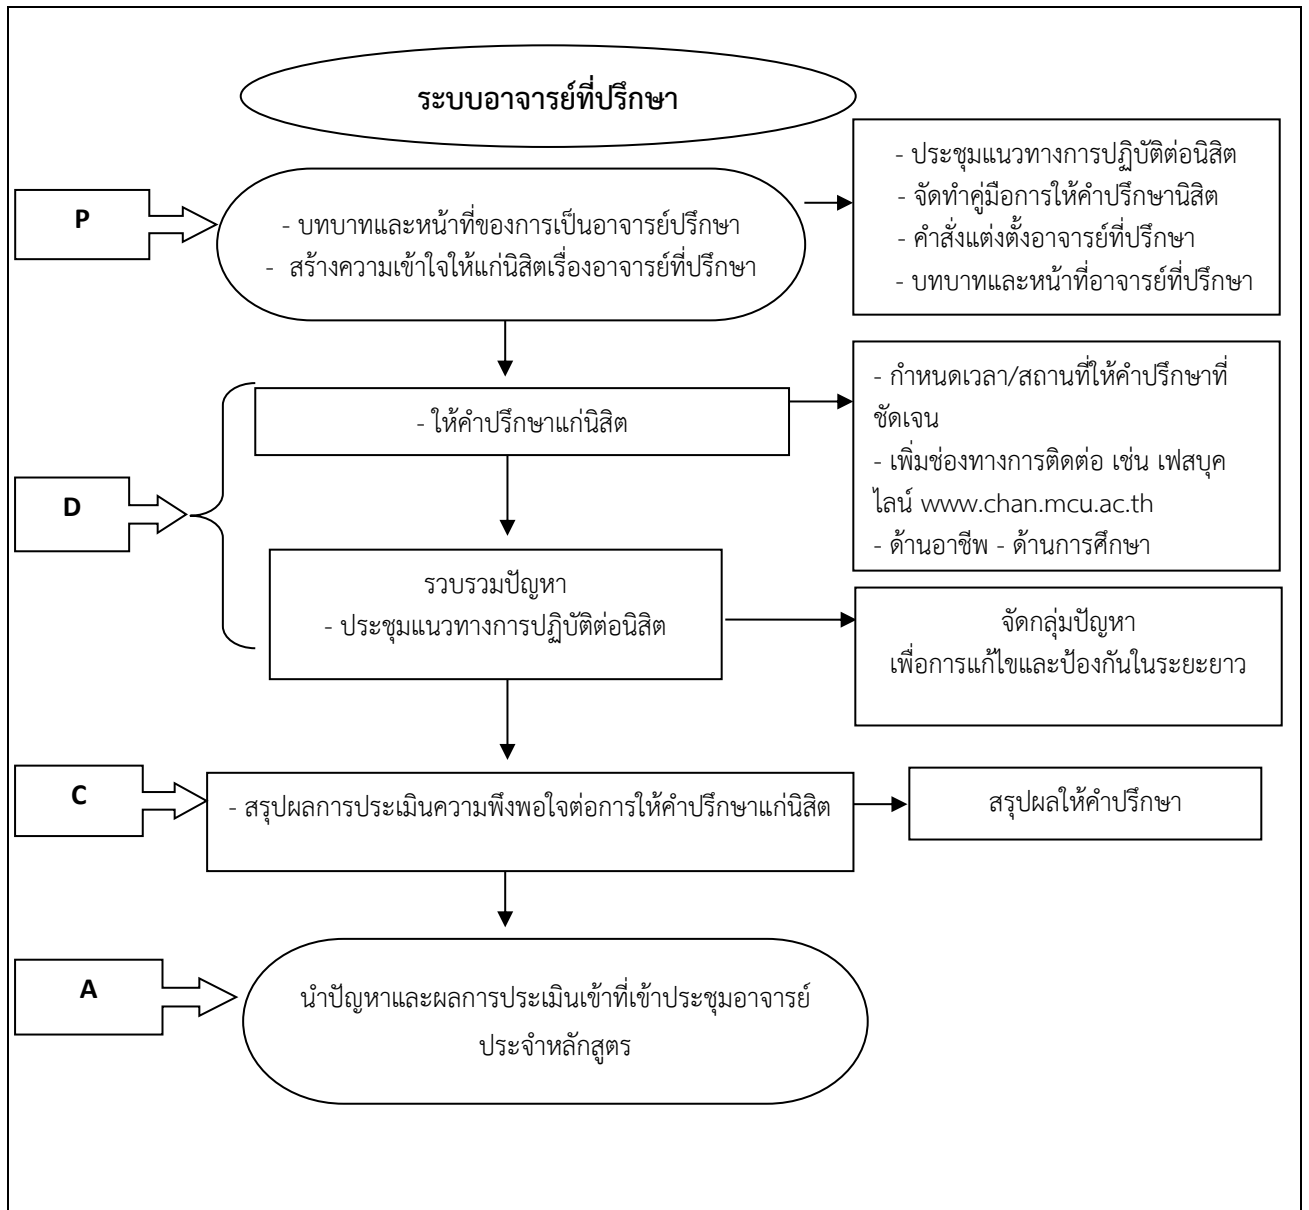 ระบบอาจารย์ที่ปรึกษา
P
- บทบาทและหน้าที่ของการเป็นอาจารย์ปรึกษา
- สร้างความเข้าใจให้แก่นิสิตเรื่องอาจารย์ที่ปรึกษา
- ประชุมแนวทางการปฏิบัติต่อนิสิต
- จัดทำคู่มือการให้คำปรึกษานิสิต
- คำสั่งแต่งตั้งอาจารย์ที่ปรึกษา
- บทบาทและหน้าที่อาจารย์ที่ปรึกษา
D
- ให้คำปรึกษาแก่นิสิต
- กำหนดเวลา/สถานที่ให้คำปรึกษาที่
ชัดเจน
- เพิ่มช่องทางการติดต่อ เช่น เฟสบุค
ไลน์ www.chan.mcu.ac.th
- ด้านอาชีพ - ด้านการศึกษา
รวบรวมปัญหา
- ประชุมแนวทางการปฏิบัติต่อนิสิต
จัดกลุ่มปัญหา
เพื่อการแก้ไขและป้องกันในระยะยาว
C
- สรุปผลการประเมินความพึงพอใจต่อการให้คำปรึกษาแก่นิสิต
สรุปผลให้คำปรึกษา
A
นำปัญหาและผลการประเมินเข้าที่เข้าประชุมอาจารย์
ประจำหลักสูตร